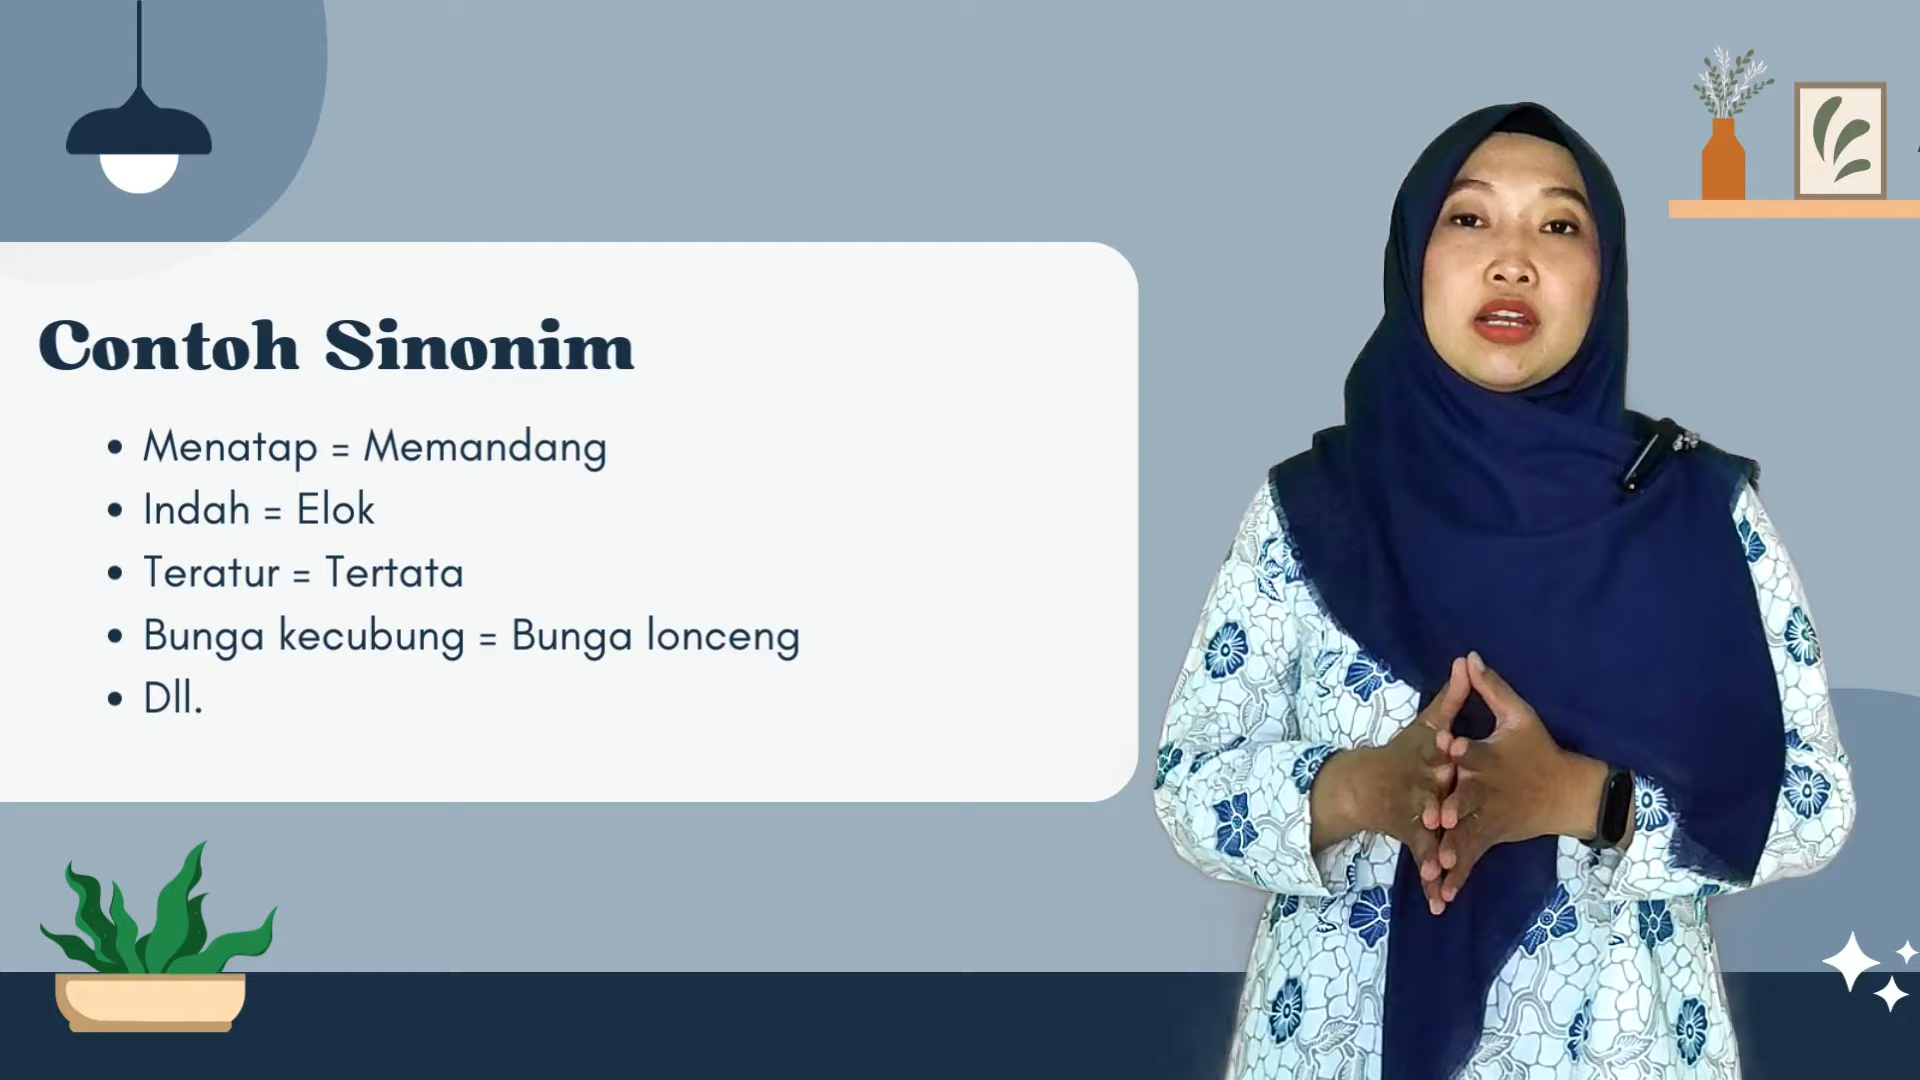 Contoh Sinonim
• Menatap = Memandang
• Indah = Elok
• Teratur = Tertata
• Bunga kecubung = Bunga lonceng
• Dll.